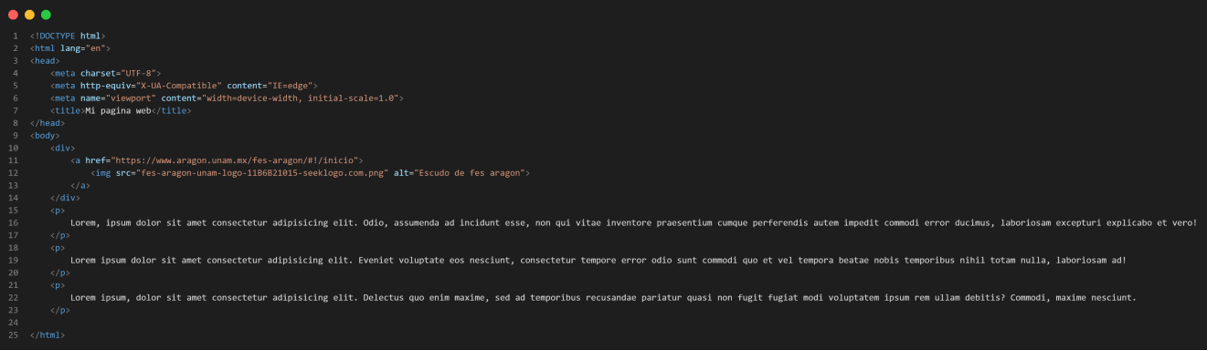 1 <!DOCTYPE html>
2 <html lang="en">
3 <head>
4     <meta charset="UTF-8">
5     <meta http-equiv="X-UA-Compatible" content="IE=edge">
6     <meta name="viewport" content="width=device-width, initial-scale=1.0">
7     <title>Mi pagina web</title>
8 </head>
9 <body>
10     <div>
11         <a href="https://www.aragon.unam.mx/fes-aragon/#!/inicio">
12             <img src="fes-aragon-unam-logo-11B6B21015-seeklogo.com.png" alt="Escudo de fes aragon">
13         </a>
14     </div>
15     <p>
16         Lorem, ipsum dolor sit amet consectetur adipisicing elit. Odio, assumenda ad incidunt esse, non qui vitae inventore praesentium cumque perferendis autem impedit commodi error ducimus, laboriosam excepturi explicabo et vero!
17     </p>
18     <p>
19         Lorem ipsum dolor sit amet consectetur adipisicing elit. Eveniet voluptate eos nesciunt, consectetur tempore error odio sunt commodi quo et vel tempora beatae nobis temporibus nihil totam nulla, laboriosam ad!
20     </p>
21     <p>
22         Lorem ipsum, dolor sit amet consectetur adipisicing elit. Delectus quo enim maxime, sed ad temporibus recusandae pariatur quasi non fugit fugiat modi voluptatem ipsum rem ullam debitis? Commodi, maxime nesciunt.
23     </p>
24
25 </html>